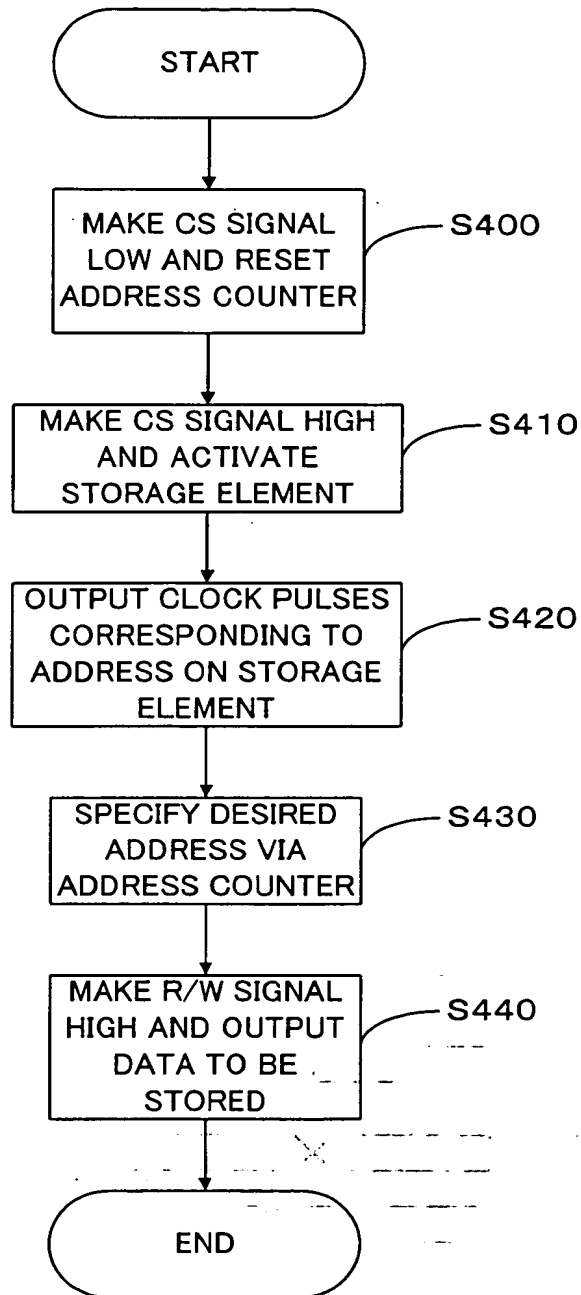 START
MAKE CS SIGNAL
LOW AND RESET
ADDRESS COUNTER
S400
MAKE CS SIGNAL HIGH
AND ACTIVATE
STORAGE ELEMENT
S410
OUTPUT CLOCK PULSES
CORRESPONDING TO
ADDRESS ON STORAGE
ELEMENT
S420
SPECIFY DESIRED
ADDRESS VIA
ADDRESS COUNTER
S430
MAKE R/W SIGNAL
HIGH AND OUTPUT
DATA TO BE
STORED
S440
END